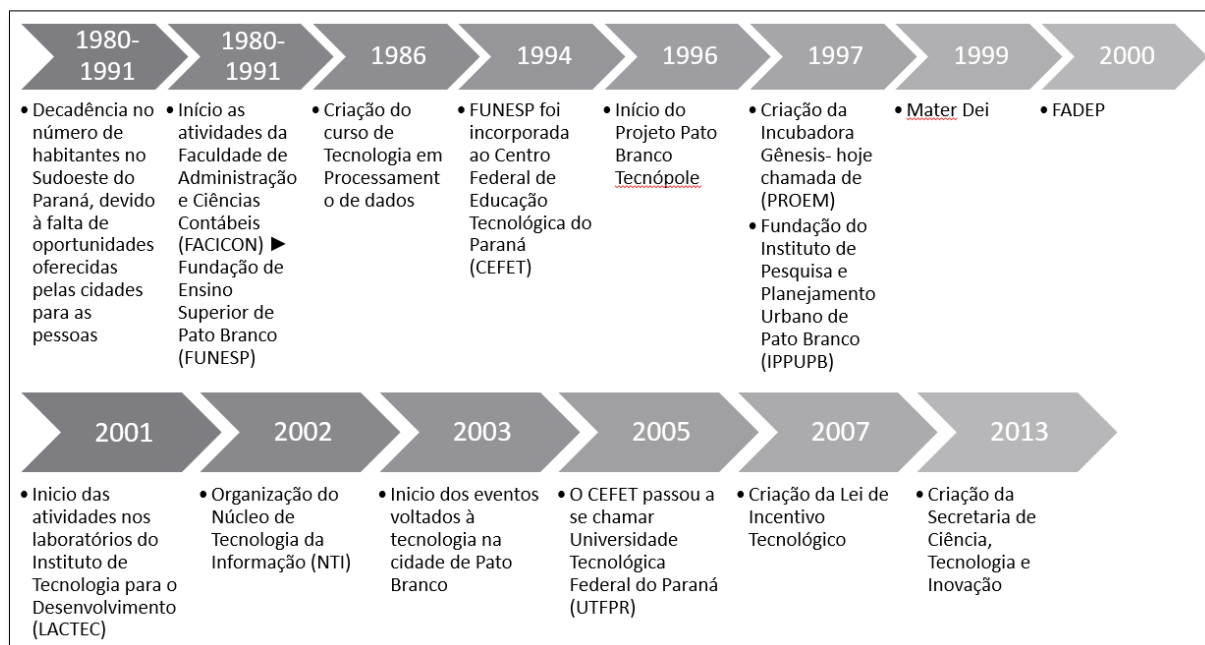 1980-
1991
1980-
1991
1986
1994
1996
1997
1999
2000
• Decadência no
número de
habitantes no
Sudoeste do
Paraná, devido
à falta de
oportunidades
oferecidas
pelas cidades
para as
pessoas
• Início as
atividades da
Faculdade de
Administração
e Ciências
Contábeis
(FACICON) ►
Fundação de
Ensino
Superior de
Pato Branco
(FUNESP)
• Criação do
curso de
Tecnologia em
Processament
o de dados
• FUNESP foi
incorporada
ao Centro
Federal de
Educação
Tecnológica do
Paraná
(CEFET)
• Início do
Projeto Pato
Branco
Tecnópole
• Criação da
Incubadora
Gênesis- hoje
chamada de
(PROEM)
• Fundação do
Instituto de
Pesquisa e
Planejamento
Urbano de
Pato Branco
(IPPUPB)
• Mater Dei
• FADEP
2001
2002
2003
2005
2007
2013
• Inicio das
atividades nos
laboratórios do
Instituto de
Tecnologia para o
Desenvolvimento
(LACTEC)
• Organização do
Núcleo de
Tecnologia da
Informação (NTI)
• Inicio dos eventos
voltados à
tecnologia na
cidade de Pato
Branco
• O CEFET passou a
se chamar
Universidade
Tecnológica
Federal do Paraná
(UTFPR)
• Criação da Lei de
Incentivo
Tecnológico
• Criação da
Secretaria de
Ciência,
Tecnologia e
Inovação